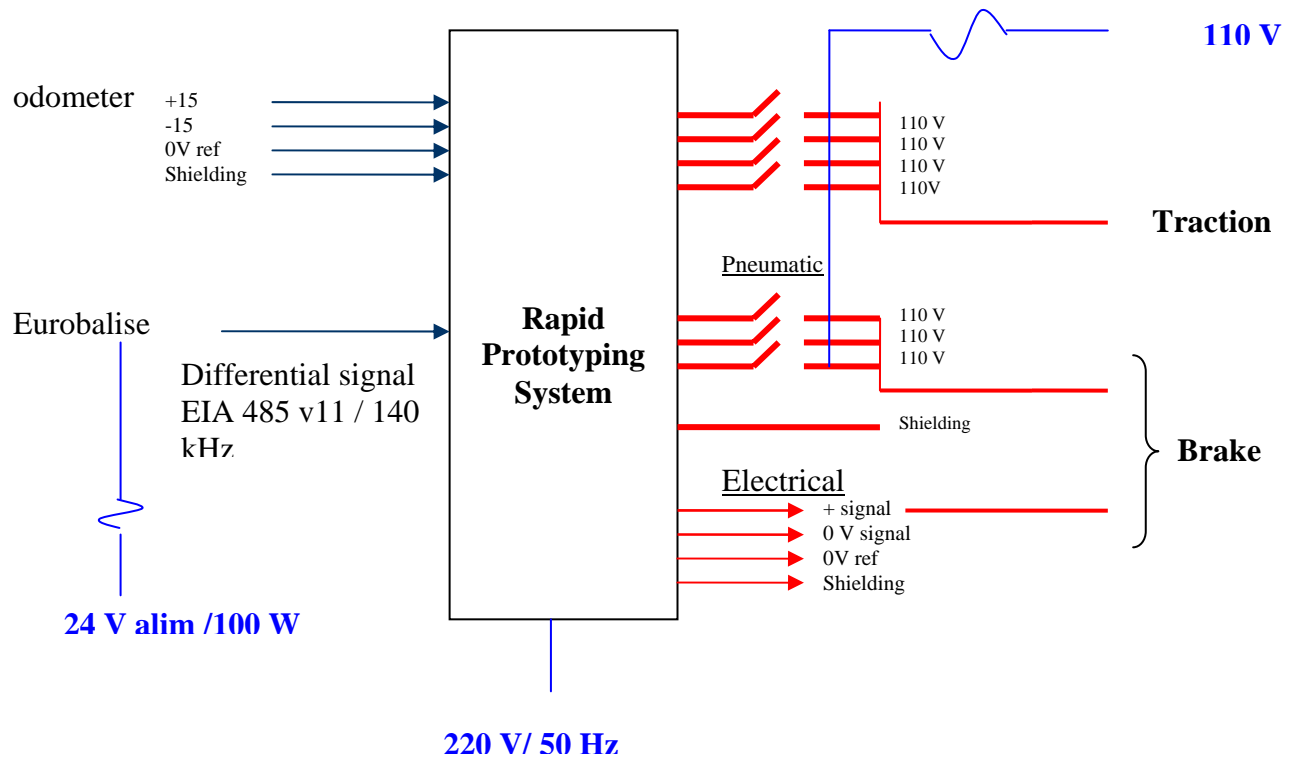 110 V
odometer
+15
-15
0V ref
Shielding
110 V
110 V
110 V
110V
Traction
Pneumatic
Eurobalise
Differential signal
EIA 485 v11 / 140
kHz
Rapid
Prototyping
System
110 V
110 V
110 V
Shielding
Brake
Electrical
+ signal
0 V signal
0V ref
Shielding
24 V alim /100 W
220 V/ 50 Hz